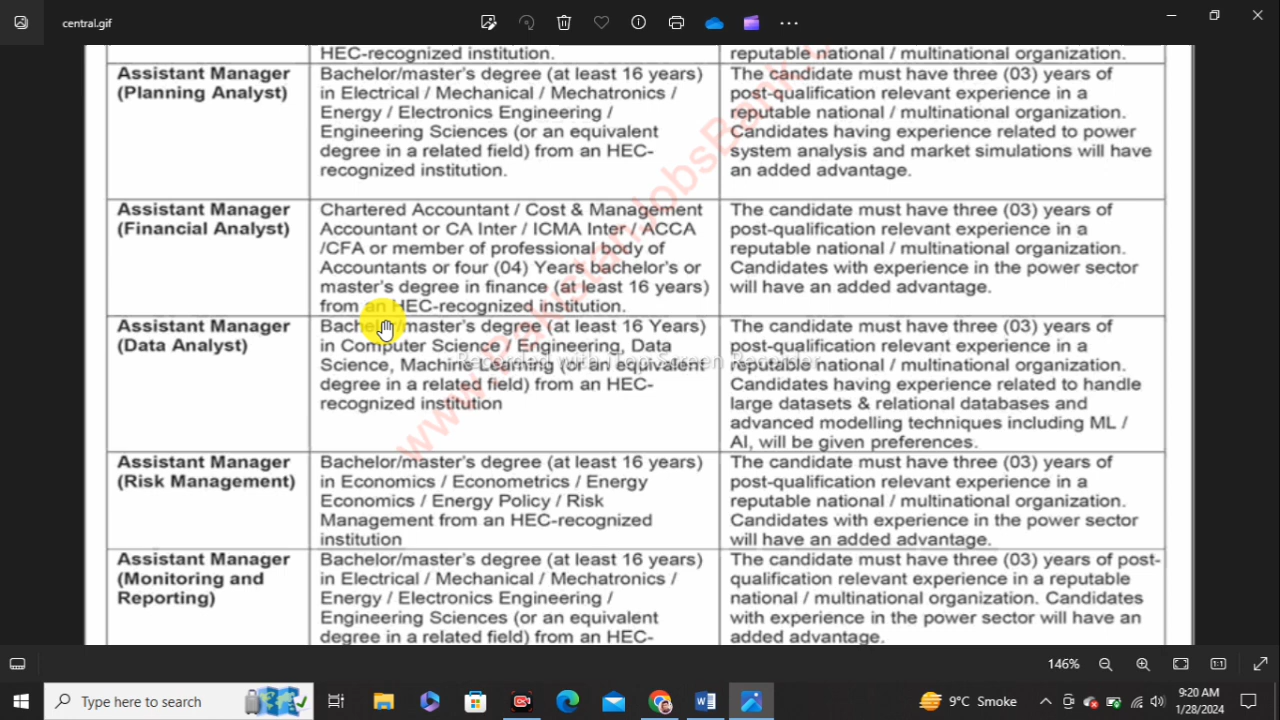 central.gif
HEC-recognized institution.
reputable national / multinational organization.
Assistant Manager
(Planning Analyst)
Bachelor/master's degree (at least 16 years)
in Electrical / Mechanical / Mechatronics /
Energy / Electronics Engineering /
Engineering Sciences (or an equivalent
degree in a related field) from an HEC-
recognized institution.
The candidate must have three (03) years of
post-qualification relevant experience in a
reputable national / multinational organization.
Candidates having experience related to power
system analysis and market simulations will have
an added advantage.
Assistant Manager
(Financial Analyst)
Chartered Accountant / Cost & Management
Accountant or CA Inter / ICMA Inter / ACCA
/CFA or member of professional body of
Accountants or four (04) Years bachelor's or
master's degree in finance (at least 16 years)
from an HEC-recognized institution.
The candidate must have three (03) years of
post-qualification relevant experience in a
reputable national / multinational organization.
Candidates with experience in the power sector
will have an added advantage.
Assistant Manager
(Data Analyst)
Bachelor/master's degree (at least 16 Years)
in Computer Science / Engineering, Data
Science, Machine Learning (or an equivalent
degree in a related field) from an HEC-
recognized institution
The candidate must have three (03) years of
post-qualification relevant experience in a
reputable national / multinational organization.
Candidates having experience related to handle
large datasets & relational databases and
advanced modelling techniques including ML /
AI, will be given preferences.
Assistant Manager
(Risk Management)
Bachelor/master's degree (at least 16 years)
in Economics / Econometrics / Energy
Economics / Energy Policy / Risk
Management from an HEC-recognized
institution
The candidate must have three (03) years of
post-qualification relevant experience in a
reputable national / multinational organization.
Candidates with experience in the power sector
will have an added advantage.
Assistant Manager
(Monitoring and
Reporting)
Bachelor/master's degree (at least 16 years)
in Electrical / Mechanical / Mechatronics /
Energy / Electronics Engineering /
Engineering Sciences (or an equivalent
degree in a related field) from an HEC-
The candidate must have three (03) years of post-
qualification relevant experience in a reputable
national / multinational organization. Candidates
with experience in the power sector will have an
added advantage.
www.PakistanJobsBank.
Recorded with iTop Screen Recorder
146%
Type here to search
9°C Smoke
9:20 AM
1/28/2024